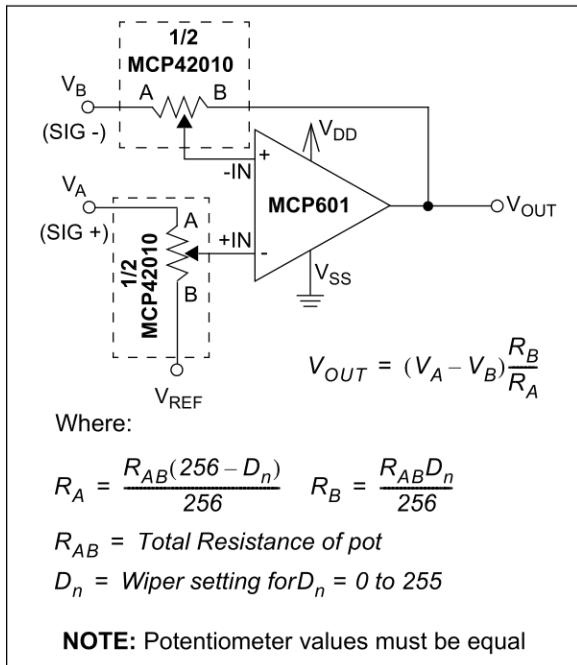 1/2
MCP42010
V_B
A
B
(SIG -)
V_DD
+
-IN
V_A
MCP601
V_OUT
A
(SIG +)
+IN
-
1/2
MCP42010
B
V_SS
V_REF
V_OUT = (V_A – V_B) R_B / R_A
Where:
R_A = R_AB(256 – D_n) / 256 R_B = R_AB D_n / 256
R_AB = Total Resistance of pot
D_n = Wiper setting forD_n = 0 to 255
NOTE: Potentiometer values must be equal